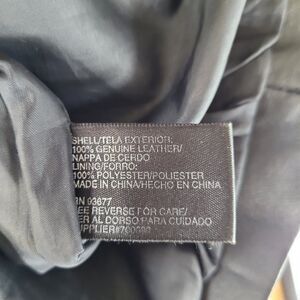 SHELL/TELA EXTERIOR:
100% GENUINE LEATHER/
NAPPA DE CERDO
LINING/FORRO:
100% POLYESTER/POLIESTER
MADE IN CHINA/HECHO EN CHINA
RN 93677
SEE REVERSE FOR CARE/
VER AL DORSO PARA CUIDADO
SUPPLIER#